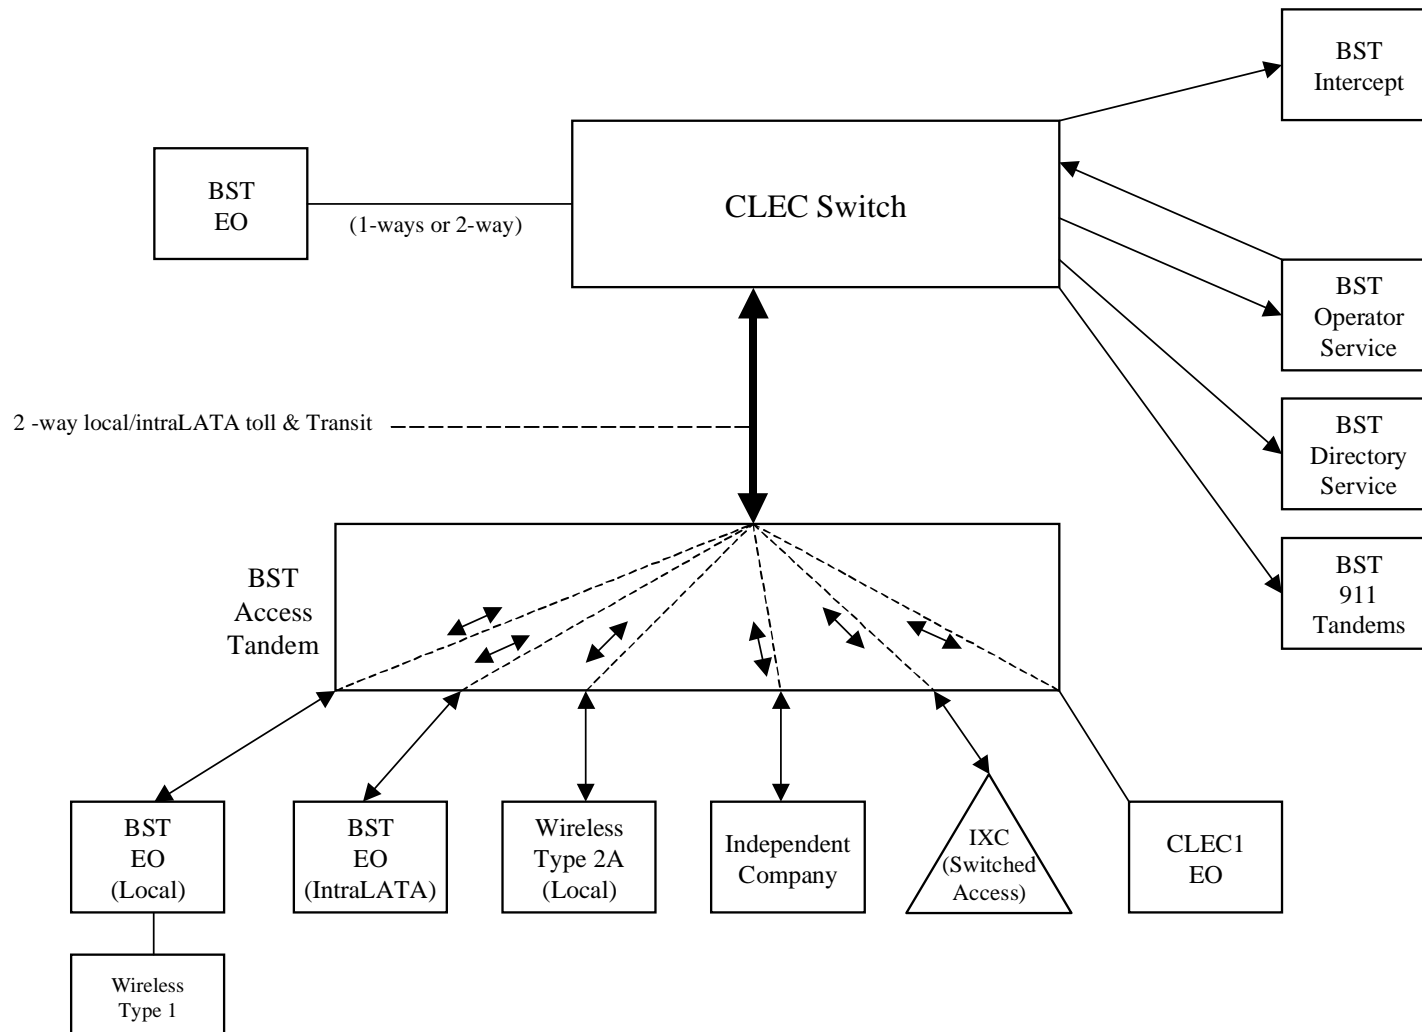 BST
Intercept
BST
EO
(1-ways or 2-way)
CLEC Switch
BST
Operator
Service
2 -way local/intraLATA toll & Transit
BST
Directory
Service
BST
911
Tandems
BST
Access
Tandem
BST
EO
(Local)
BST
EO
(IntraLATA)
Wireless
Type 2A
(Local)
Independent
Company
IXC
(Switched
Access)
CLEC1
EO
Wireless
Type 1